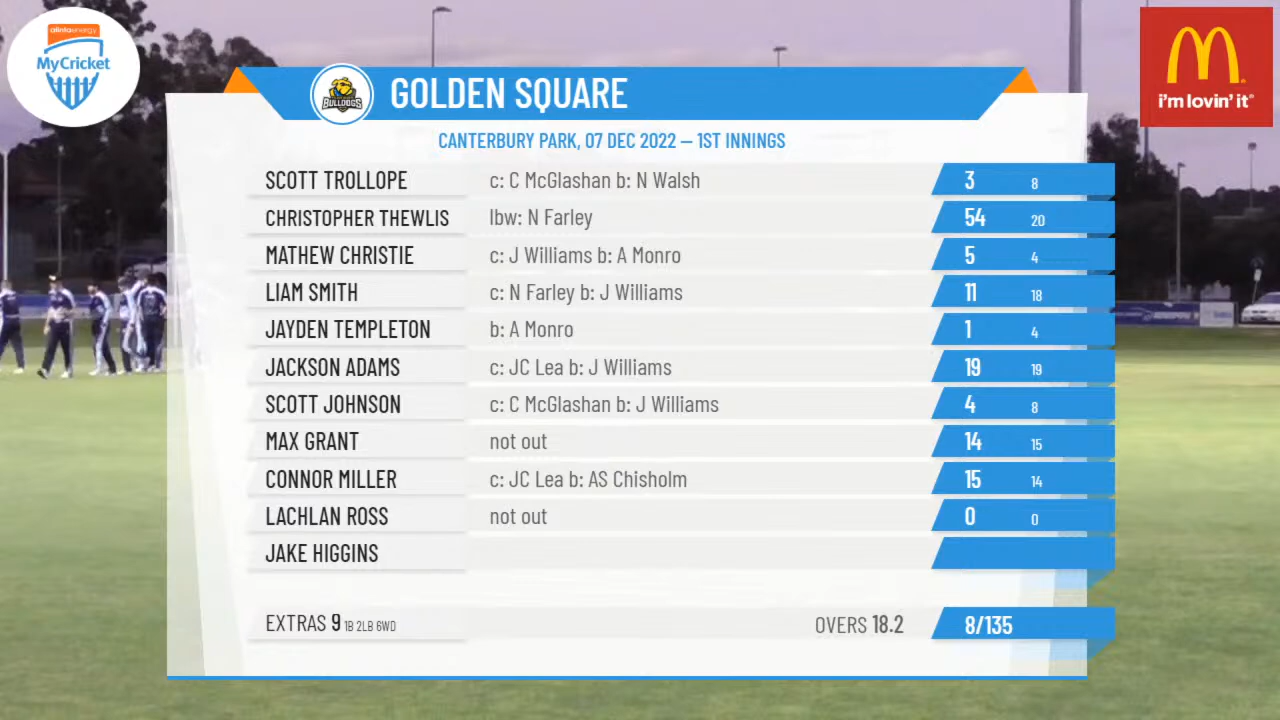 alintaenergy
MyCricket
BULLDOGS
GOLDEN SQUARE
i'm lovin' it
CANTERBURY PARK, 07 DEC 2022 – 1ST INNINGS
SCOTT TROLLOPE c: C McGlashan b: N Walsh 3 8
CHRISTOPHER THEWLIS lbw: N Farley 54 20
MATHEW CHRISTIE c: J Williams b: A Monro 5 4
LIAM SMITH c: N Farley b: J Williams 11 18
JAYDEN TEMPLETON b: A Monro 1 4
JACKSON ADAMS c: JC Lea b: J Williams 19 19
SCOTT JOHNSON c: C McGlashan b: J Williams 4 8
MAX GRANT not out 14 15
CONNOR MILLER c: JC Lea b: AS Chisholm 15 14
LACHLAN ROSS not out 0 0
JAKE HIGGINS
EXTRAS 9 1B 2LB 6WD OVERS 18.2 8/135